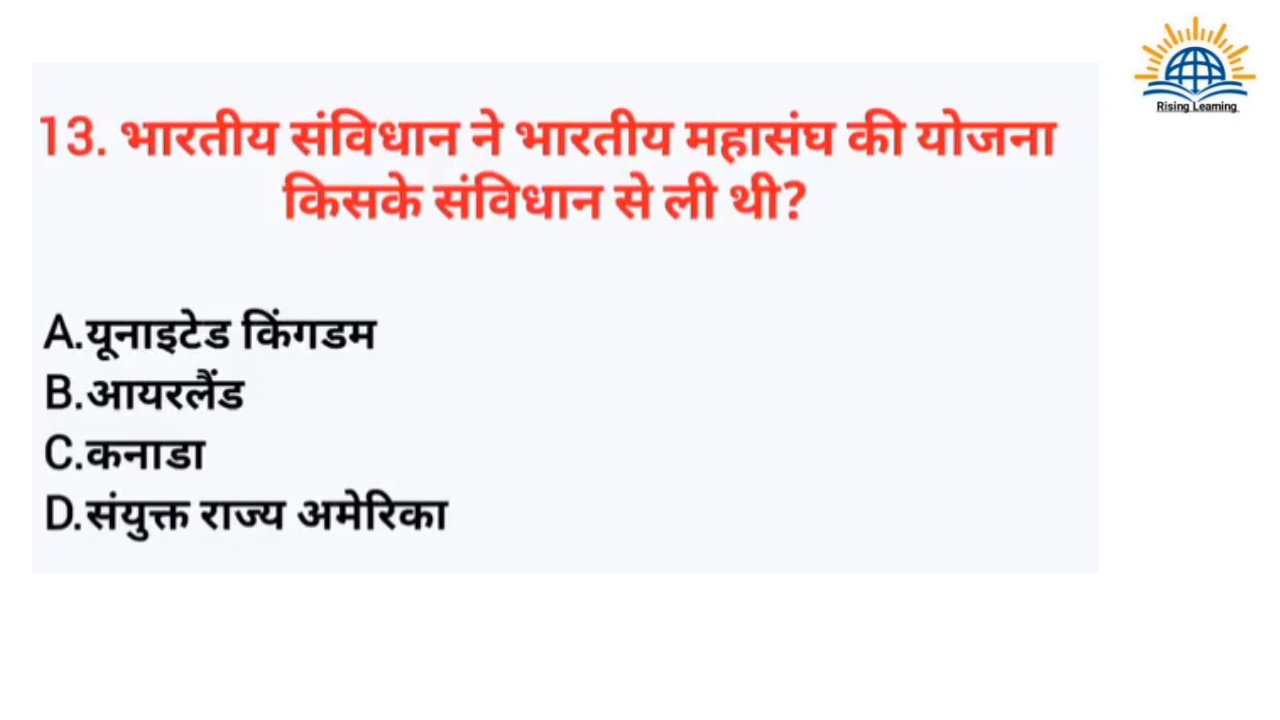 Rising Learning
13. भारतीय संविधान ने भारतीय महासंघ की योजना
किसके संविधान से ली थी?
A.यूनाइटेड किंगडम
B.आयरलैंड
C.कनाडा
D.संयुक्त राज्य अमेरिका